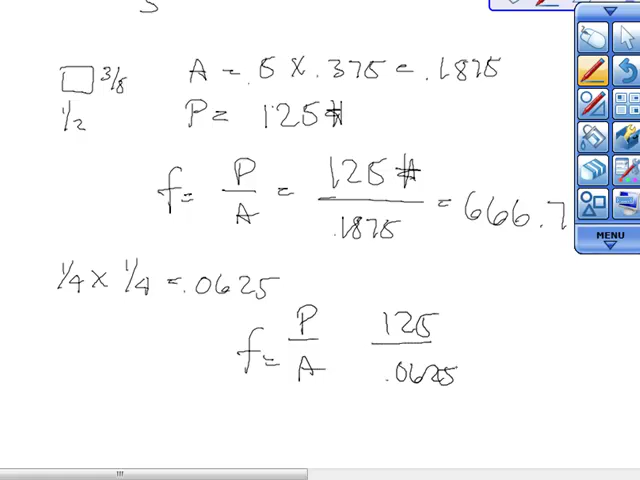 3/8 A = .5 X .375 = .1875
1/2 P = 125#
f = P/A = 125#/.1875 = 666.7
1/4 x 1/4 = .0625
f = P/A 125/.0625
MENU